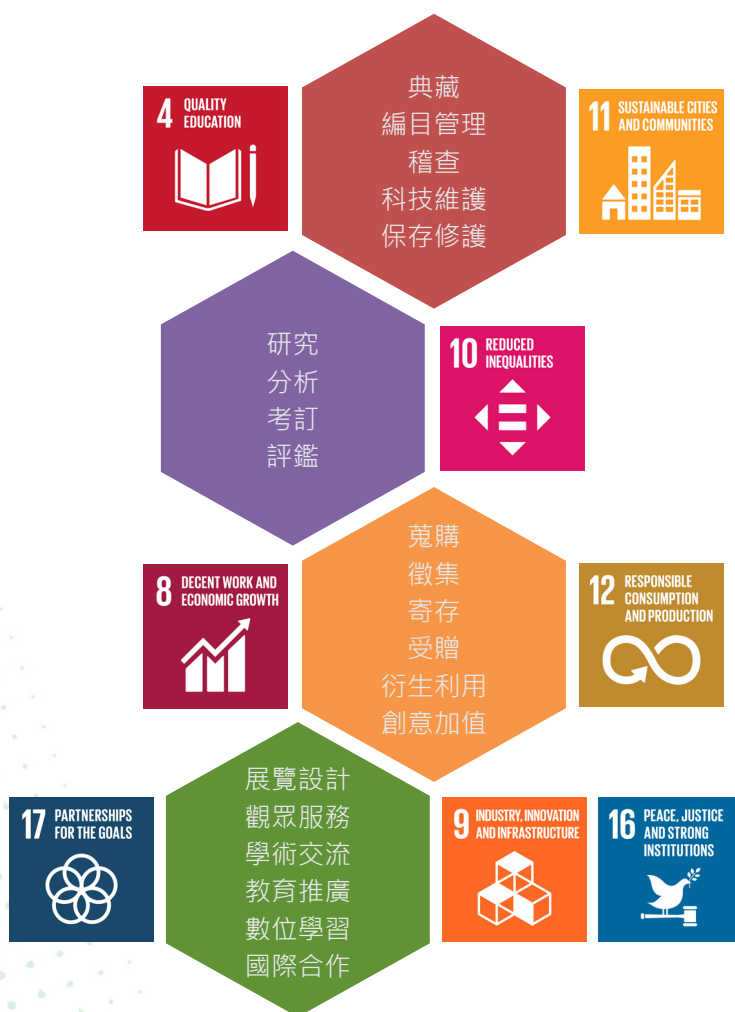 4 QUALITY
EDUCATION
典藏
編目管理
稽查
科技維護
保存修護
11 SUSTAINABLE CITIES
AND COMMUNITIES
研究
分析
考訂
評鑑
10 REDUCED
INEQUALITIES
8 DECENT WORK AND
ECONOMIC GROWTH
蒐購
徵集
寄存
受贈
衍生利用
創意加值
12 RESPONSIBLE
CONSUMPTION
AND PRODUCTION
17 PARTNERSHIPS
FOR THE GOALS
展覽設計
觀眾服務
學術交流
教育推廣
數位學習
國際合作
9 INDUSTRY, INNOVATION
AND INFRASTRUCTURE
16 PEACE, JUSTICE
AND STRONG
INSTITUTIONS